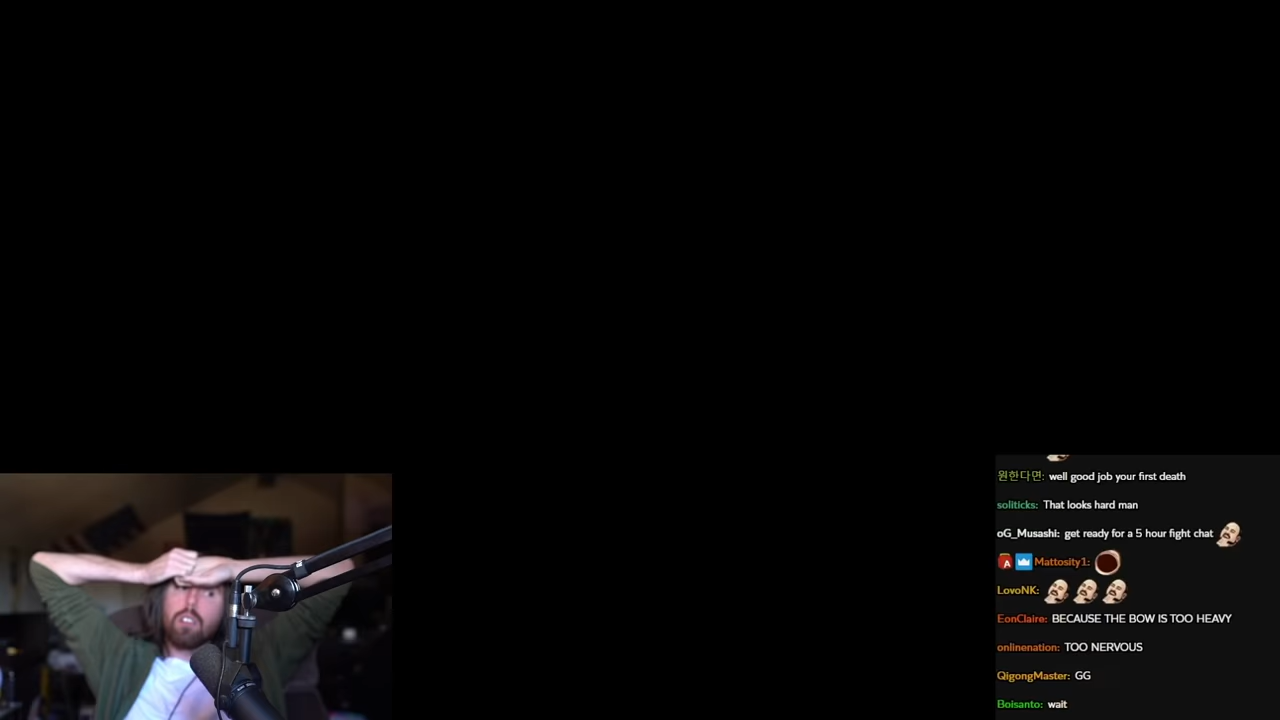 원한다면: well good job your first death
soliticks: That looks hard man
oG_Musashi: get ready for a 5 hour fight chat
A Mattosity1:
LovoNK:
EonClaire: BECAUSE THE BOW IS TOO HEAVY
onlinenation: TOO NERVOUS
QigongMaster: GG
Boisanto: wait